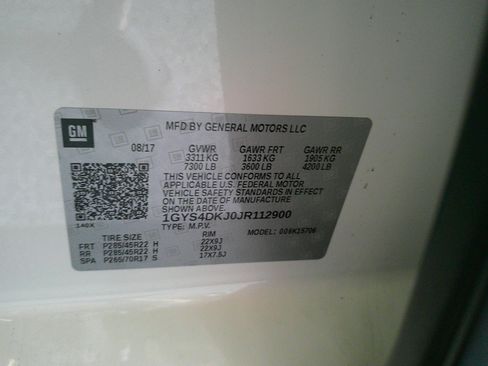 GM
MFD BY GENERAL MOTORS LLC
08/17 GVWR GAWR FRT GAWR RR
3311 KG 1633 KG 1905 KG
7300 LB 3600 LB 4200 LB
THIS VEHICLE CONFORMS TO ALL
APPLICABLE U.S. FEDERAL MOTOR
VEHICLE SAFETY STANDARDS IN EFFECT
ON THE DATE OF MANUFACTURE
SHOWN ABOVE.
1GYS4DKJ0JR112900
TYPE: M.P.V. MODEL:
TIRE SIZE RIM
FRT P285/45R22 H 22X9J
RR P285/45R22 H 22X9J
SPA P265/70R17 S 17X7.5J